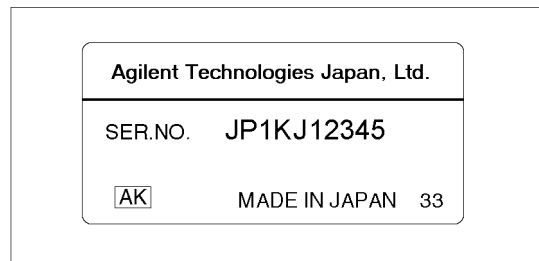 Agilent Technologies Japan, Ltd.
SER.NO. JP1KJ12345
AK MADE IN JAPAN 33